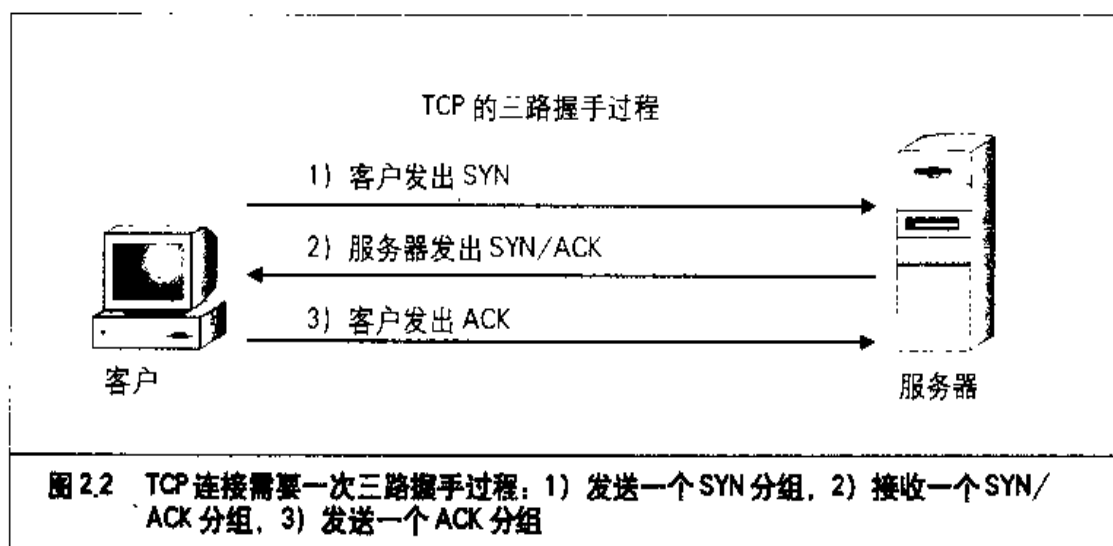 TCP 的三路握手过程
1) 客户发出 SYN
2) 服务器发出 SYN/ACK
3) 客户发出 ACK
客户
服务器
图 2.2 TCP 连接需要一次三路握手过程：1) 发送一个 SYN 分组，2) 接收一个 SYN/
ACK 分组，3) 发送一个 ACK 分组